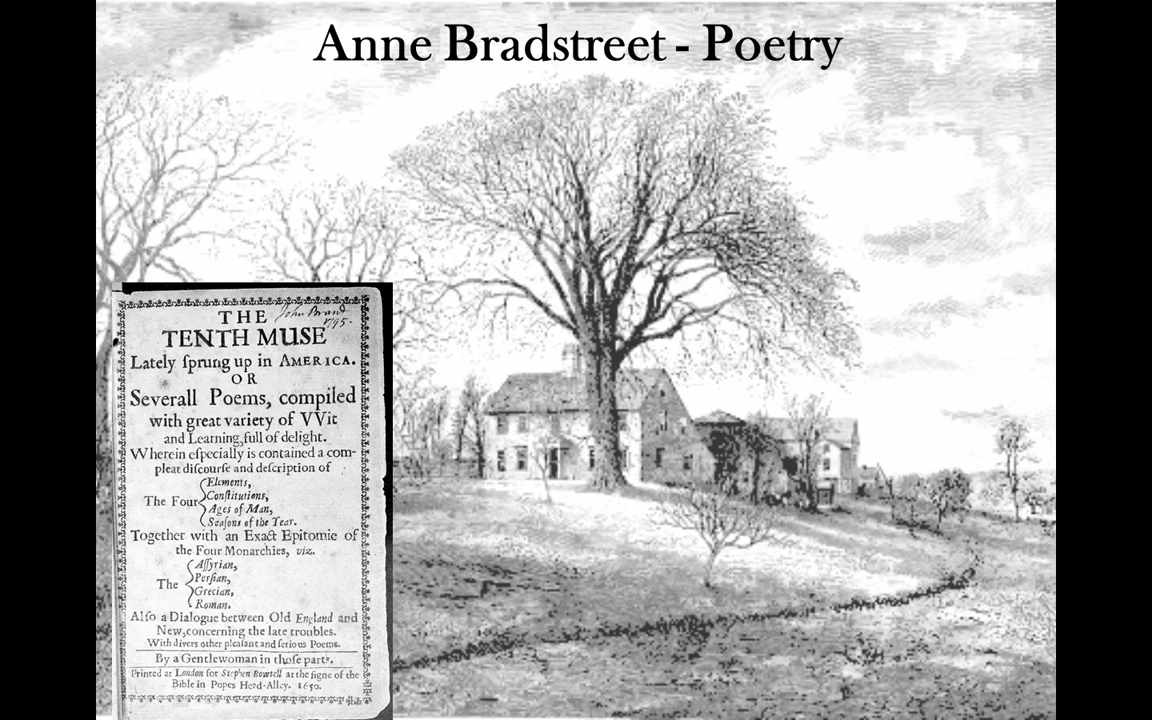 Anne Bradstreet - Poetry
THE
John Brand
1795.
TENTH MUSE
Lately ſprung up in AMERICA.
OR
Severall Poems, compiled
with great variety of VVit
and Learning, full of delight.
Wherein eſpecially is contained a com-
pleat diſcourſe and deſcription of
The Four
Elements,
Conſtitutions,
Ages of Man,
Seaſons of the Year.
Together with an Exact Epitomie of
the Four Monarchies, viz.
The
Aſſyrian,
Perſian,
Grecian,
Roman.
Alſo a Dialogue between Old England and
New, concerning the late troubles.
With divers other pleaſant and ſerious Poems.
By a Gentlewoman in thoſe parts.
Printed at London for Stephen Bowtell at the ſigne of the
Bible in Popes Head-Alley. 1650.